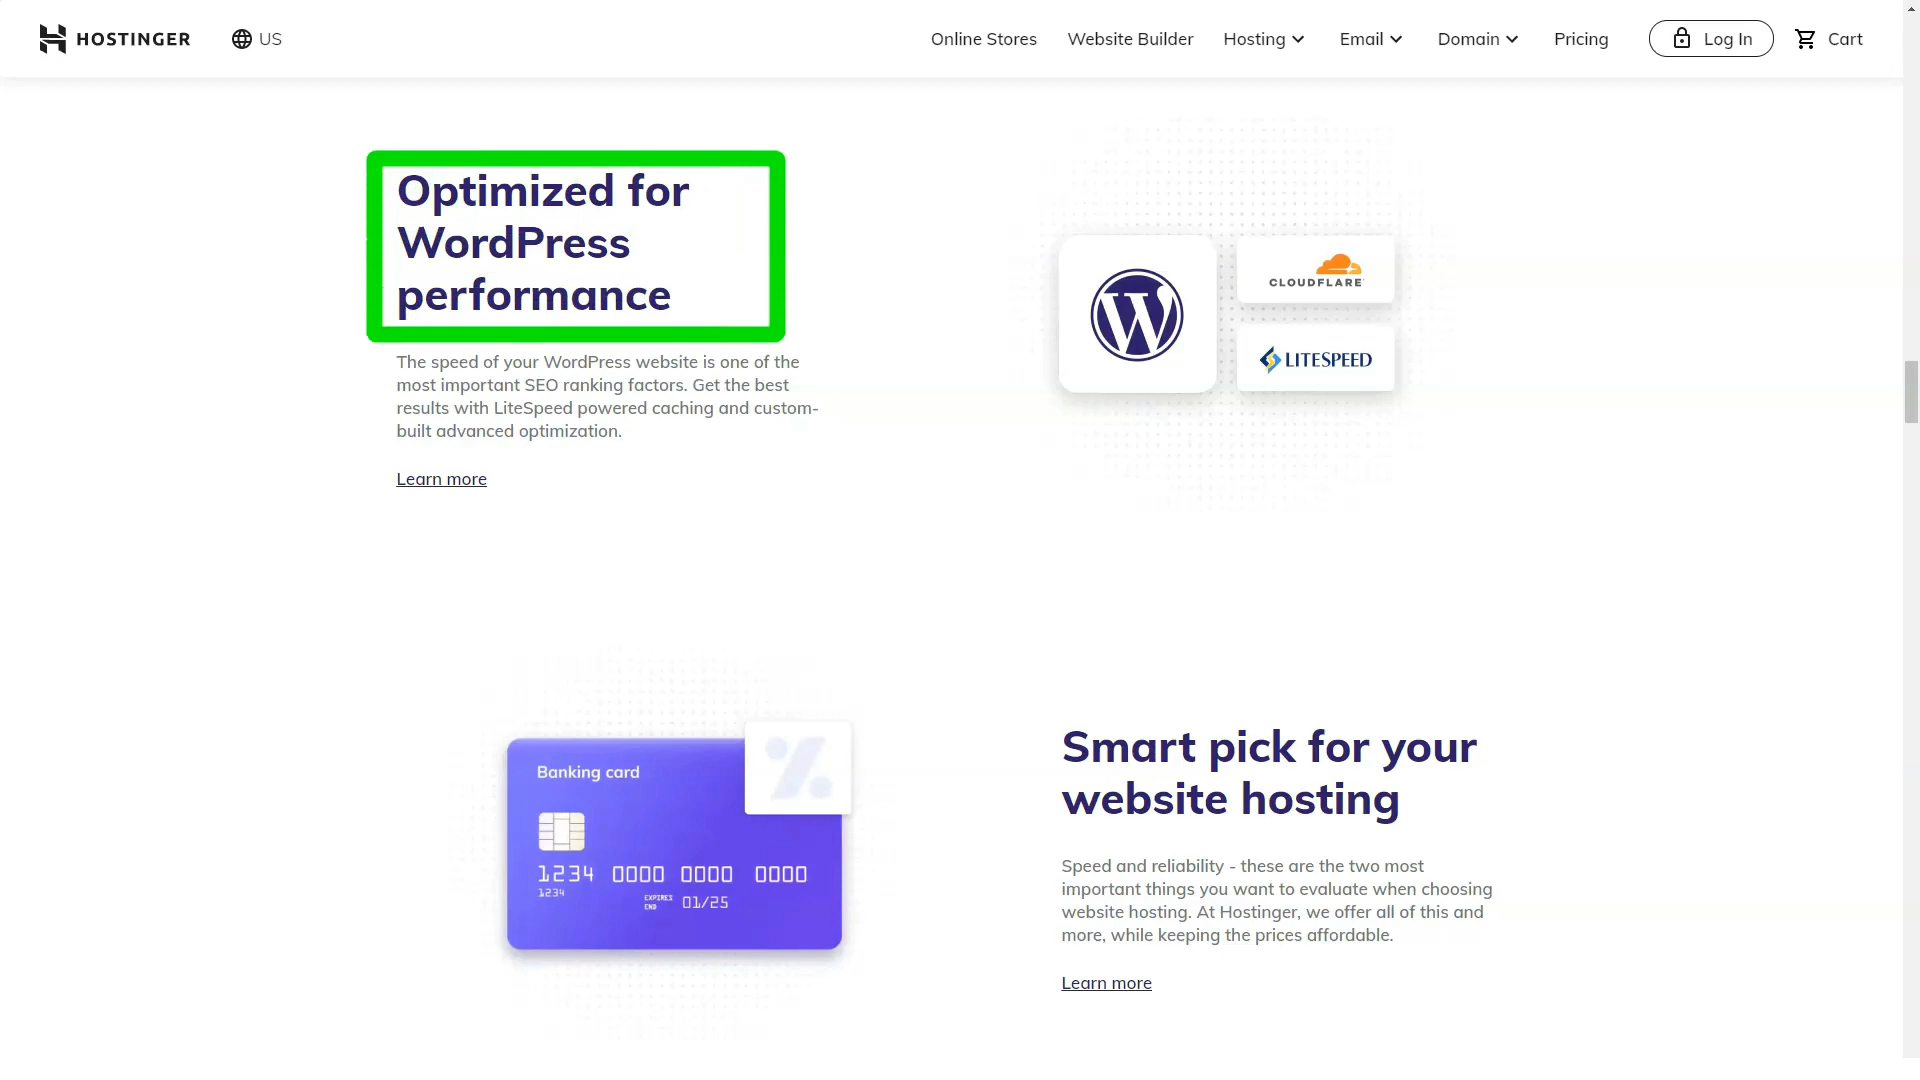 HOSTINGER
US
Online Stores
Website Builder
Hosting
Email
Domain
Pricing
Log In
Cart
Optimized for
WordPress
performance
The speed of your WordPress website is one of the
most important SEO ranking factors. Get the best
results with LiteSpeed powered caching and custom-
built advanced optimization.
Learn more
W
CLOUDFLARE
LITESPEED
Banking card
1234 0000 0000 0000
1234
EXPIRES
END
01/25
%
Smart pick for your
website hosting
Speed and reliability - these are the two most
important things you want to evaluate when choosing
website hosting. At Hostinger, we offer all of this and
more, while keeping the prices affordable.
Learn more